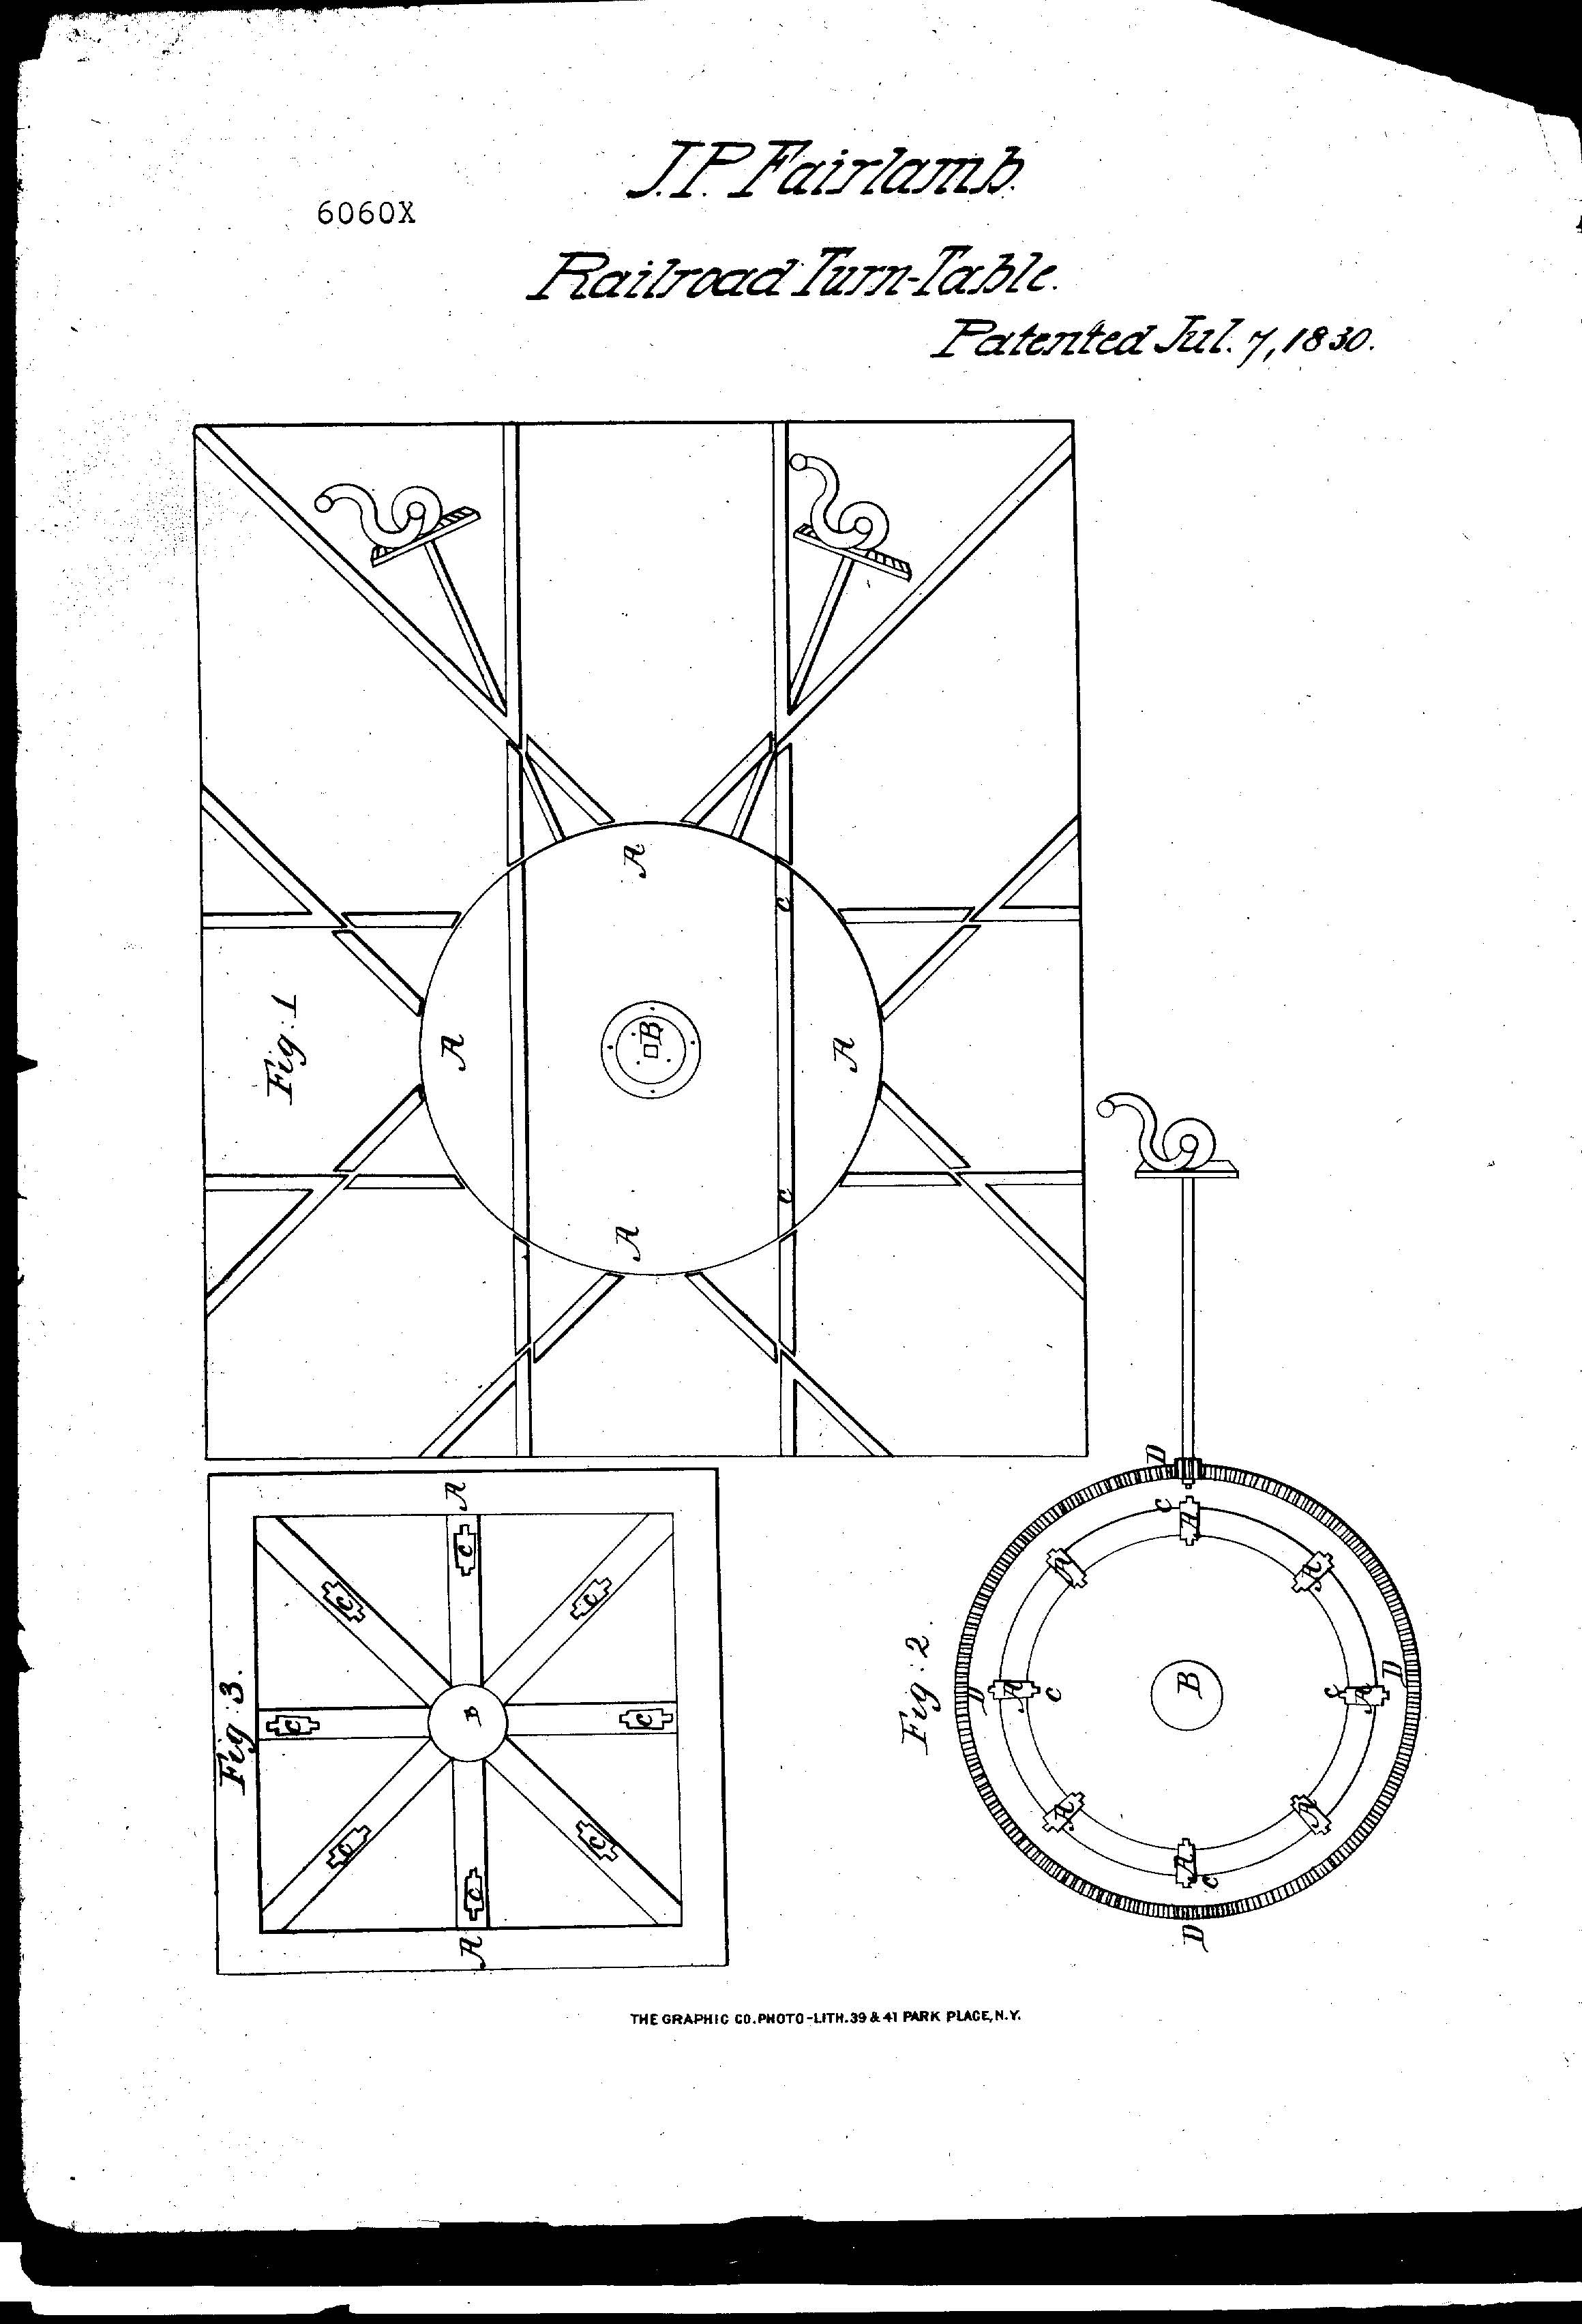 J.P. Fairlamb.
6060X
Railroad Turn-Table.
Patented Jul. 7, 1830.
A
C
B
Fig: 1
A
A
C
A
D
A
C
A
C
A
A
C
C
C
Fig: 2.
D
A
C
B
C
A
D
Fig: 3.
C
B
C
A
A
C
C
A
C
C
A
D
THE GRAPHIC CO. PHOTO-LITH. 39 & 41 PARK PLACE, N.Y.